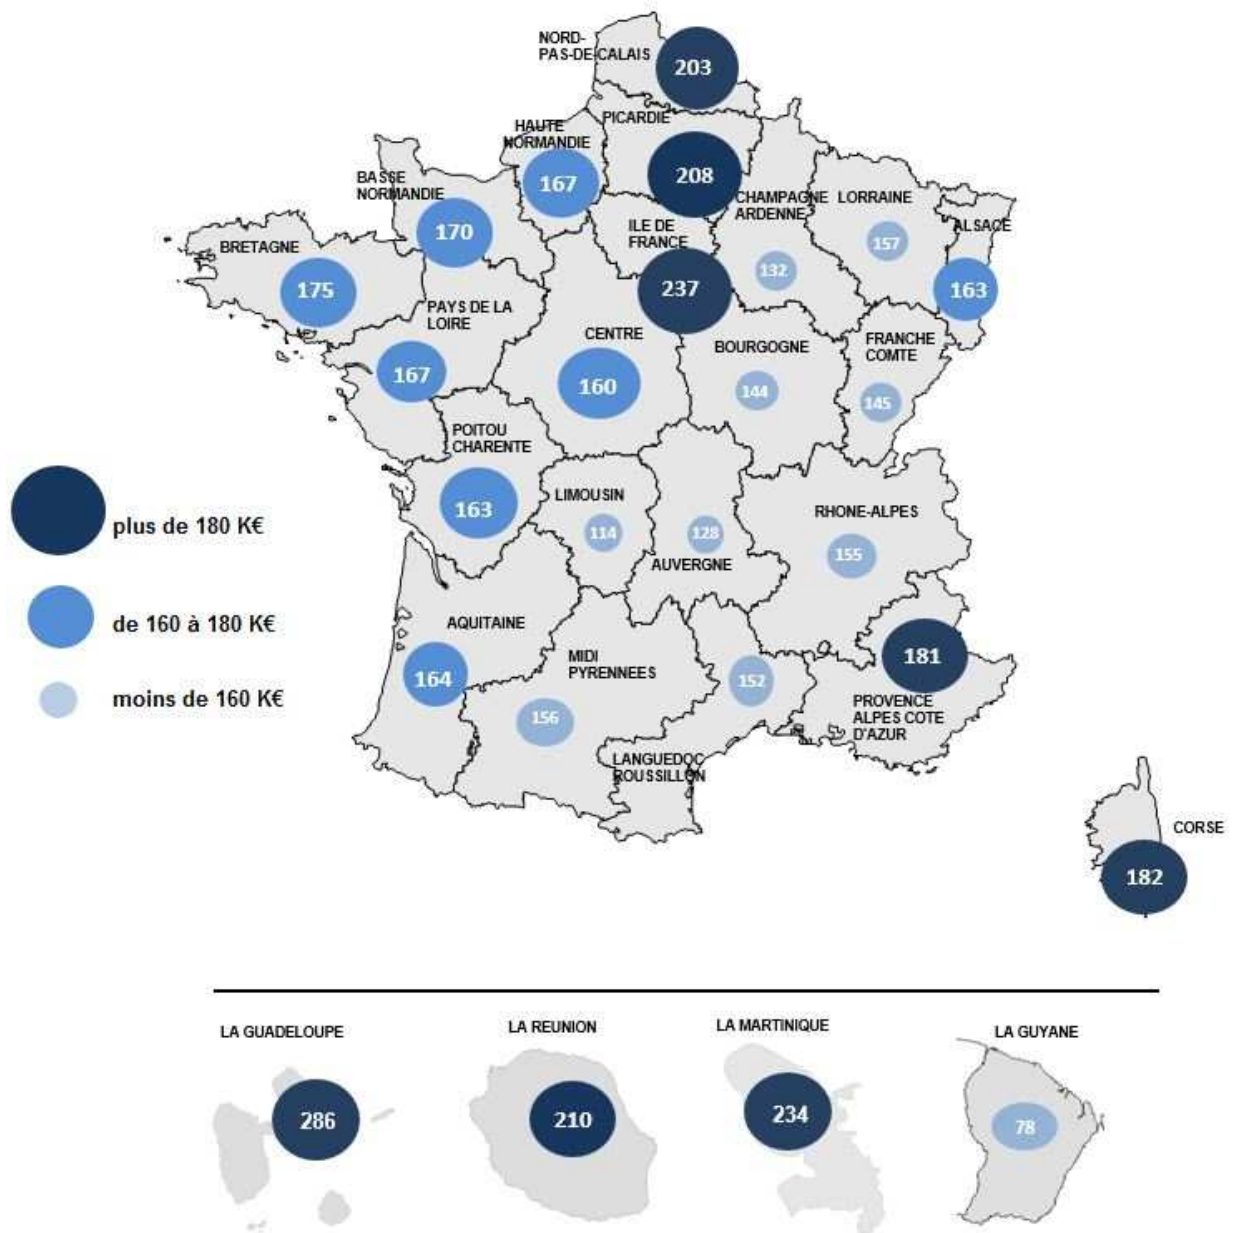 NORD-
PAS-DE-CALAIS
203
PICARDIE
208
HAUTE
NORMANDIE
167
BASSE
NORMANDIE
170
CHAMPAGNE
ARDENNE
132
LORRAINE
157
ALSACE
163
ILE DE
FRANCE
237
BRETAGNE
175
PAYS DE LA
LOIRE
167
CENTRE
160
BOURGOGNE
144
FRANCHE
COMTE
145
POITOU
CHARENTE
163
LIMOUSIN
114
128
AUVERGNE
RHONE-ALPES
155
AQUITAINE
164
MIDI
PYRENNEES
156
152
LANGUEDOC
ROUSSILLON
181
PROVENCE
ALPES COTE
D'AZUR
CORSE
182
plus de 180 K€
de 160 à 180 K€
moins de 160 K€
LA GUADELOUPE
286
LA REUNION
210
LA MARTINIQUE
234
LA GUYANE
78